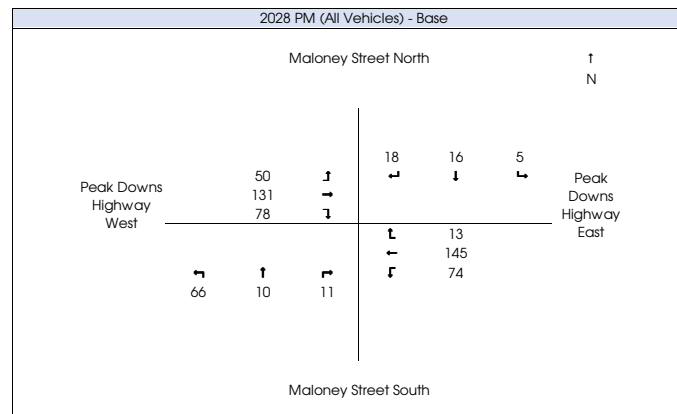 2028 PM (All Vehicles) - Base
Maloney Street North
↑
N
18 16 5
↵ ↓ ↳
50 ↥
131 →
78 ↴
Peak Downs
Highway
West
Peak
Downs
Highway
East
↥ 13
← 145
↱ 74
↰ ↑ ↱
66 10 11
Maloney Street South